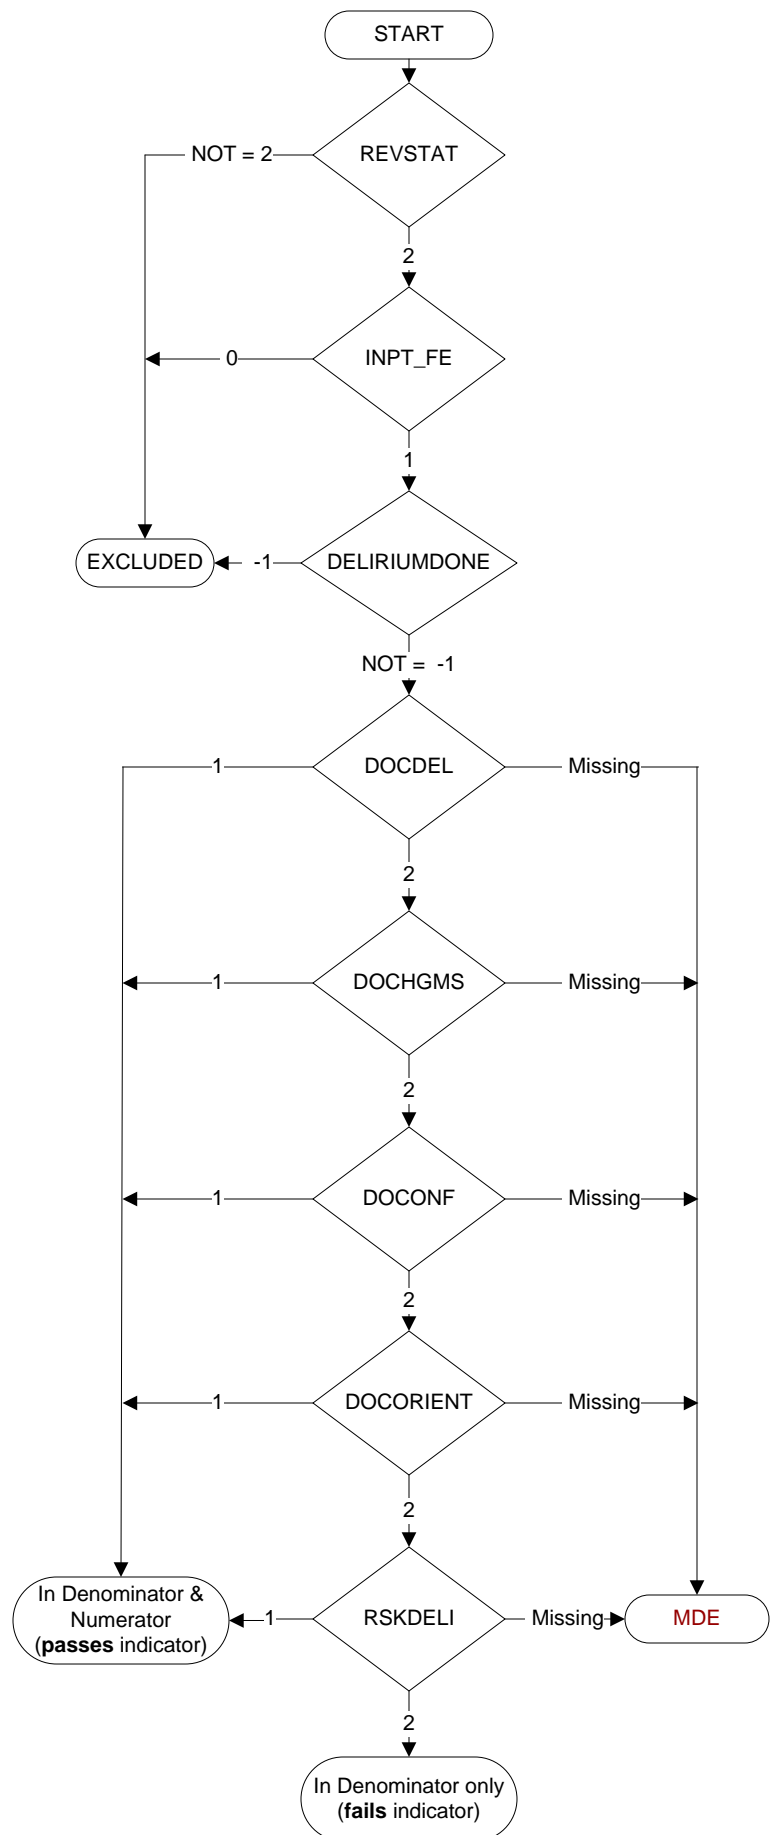 START
REVSTAT
NOT = 2
2
INPT_FE
0
1
EXCLUDED
-1
DELIRIUMDONE
NOT = -1
1
DOCDEL
Missing
2
1
DOCHGMS
Missing
2
1
DOCONF
Missing
2
1
DOCORIENT
Missing
2
In Denominator &
Numerator
(passes indicator)
1
RSKDELI
Missing
MDE
2
In Denominator only
(fails indicator)